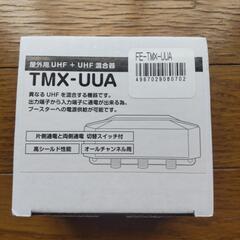 屋外用 UHF + UHF 混合器
TMX-UUA
異なる UHF を混合する機器です。
出力端子から入力端子に通電が出来る為、
ブースターへの電源供給が可能です。
片側通電と両側通電 切替スイッチ付
高シールド性能
オールチャンネル用
FE-TMX-UUA
4967029080702